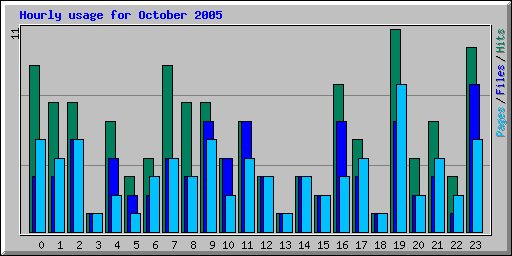 Hourly usage for October 2005
11
Pages/Files/Hits
0 1 2 3 4 5 6 7 8 9 10 11 12 13 14 15 16 17 18 19 20 21 22 23